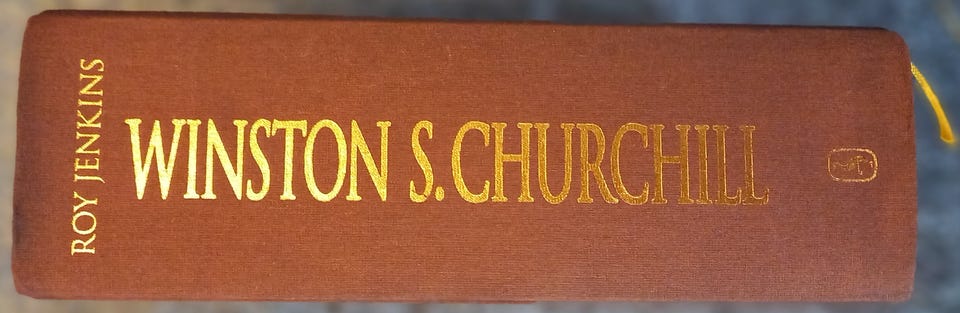 ROY JENKINS
WINSTON S. CHURCHILL